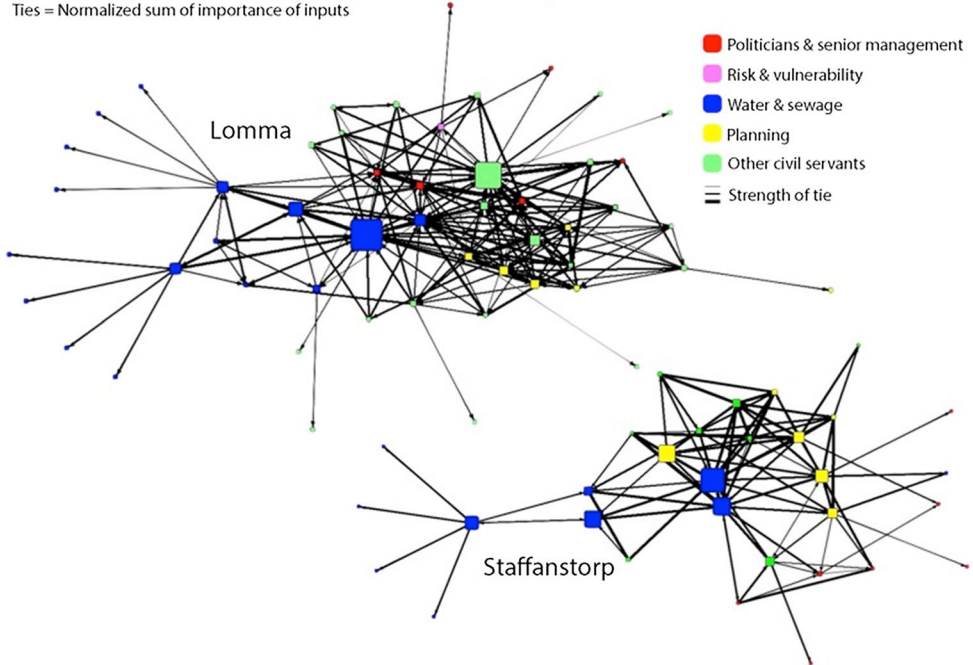 Ties = Normalized sum of importance of inputs
Politicians & senior management
Risk & vulnerability
Water & sewage
Planning
Other civil servants
Strength of tie
Lomma
Staffanstorp